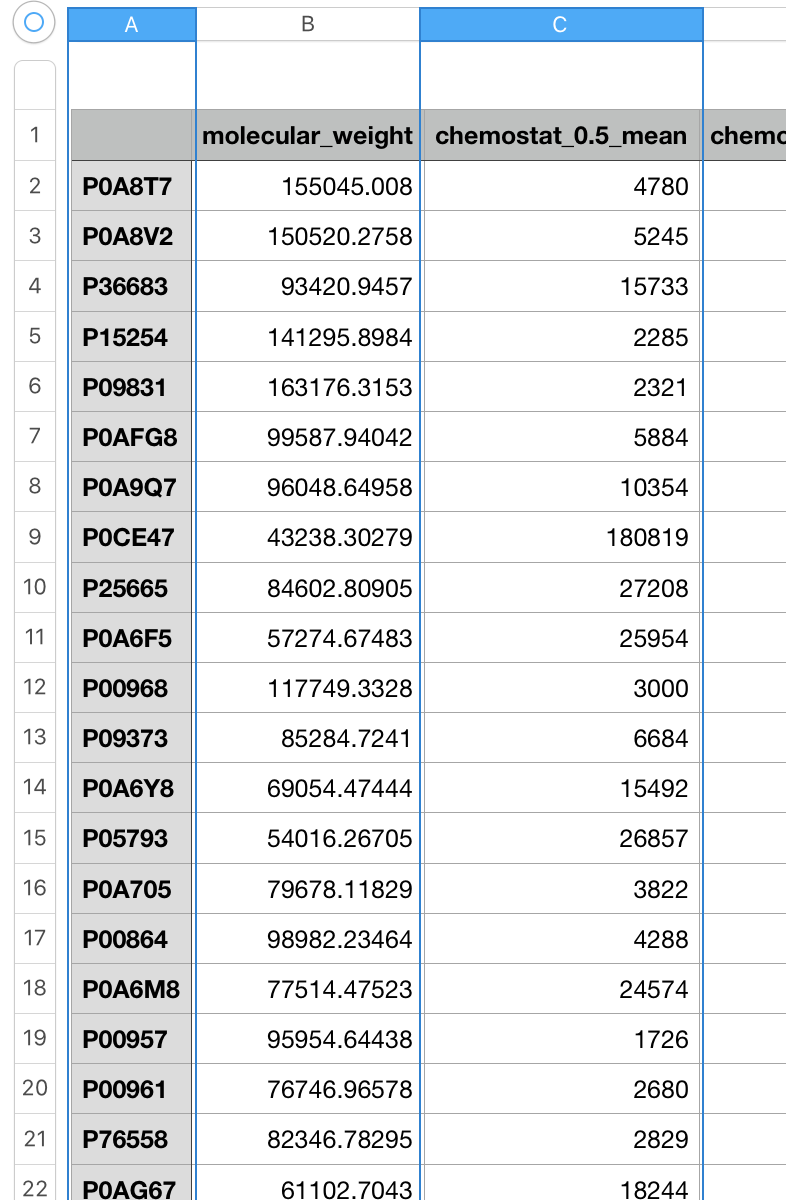 A B C
1 molecular_weight chemostat_0.5_mean chemo
2 P0A8T7 155045.008 4780
3 P0A8V2 150520.2758 5245
4 P36683 93420.9457 15733
5 P15254 141295.8984 2285
6 P09831 163176.3153 2321
7 P0AFG8 99587.94042 5884
8 P0A9Q7 96048.64958 10354
9 P0CE47 43238.30279 180819
10 P25665 84602.80905 27208
11 P0A6F5 57274.67483 25954
12 P00968 117749.3328 3000
13 P09373 85284.7241 6684
14 P0A6Y8 69054.47444 15492
15 P05793 54016.26705 26857
16 P0A705 79678.11829 3822
17 P00864 98982.23464 4288
18 P0A6M8 77514.47523 24574
19 P00957 95954.64438 1726
20 P00961 76746.96578 2680
21 P76558 82346.78295 2829
22 P0AG67 61102.7043 18244